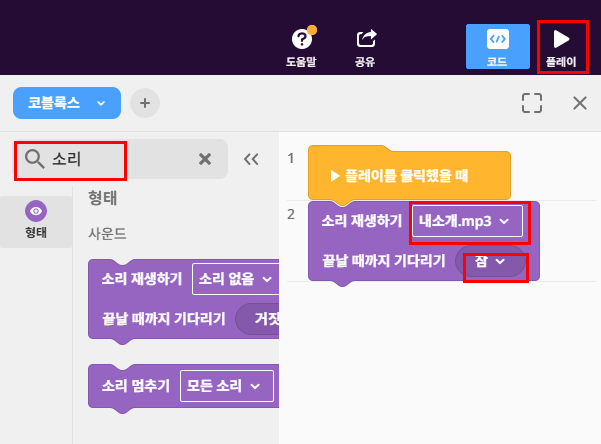 도움말
공유
코드
플레이
코블록스
소리
형태
형태
사운드
소리 재생하기 소리 없음
끝날 때까지 기다리기
소리 멈추기 모든 소리
1
플레이를 클릭했을 때
2
소리 재생하기 내소개.mp3
끝날 때까지 기다리기 참